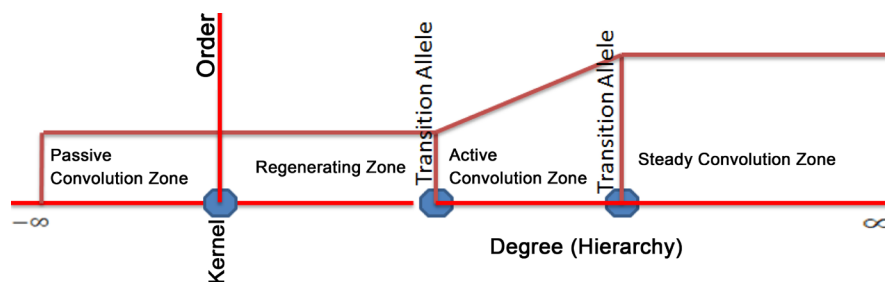 Order
Transition Allele
Transition Allele
Passive
Convolution Zone
Regenerating Zone
Active
Convolution Zone
Steady Convolution Zone
-∞
Kernel
Degree (Hierarchy)
∞